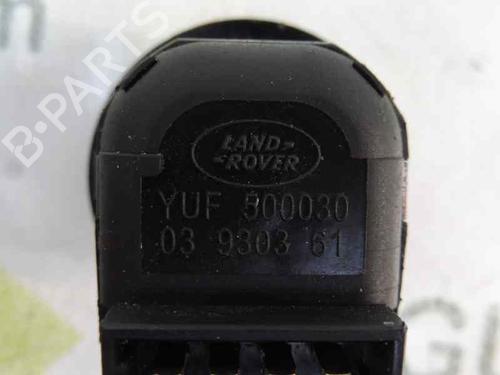 B-PARTS
LAND-
-ROVER
YUF 500030
03 9303 61